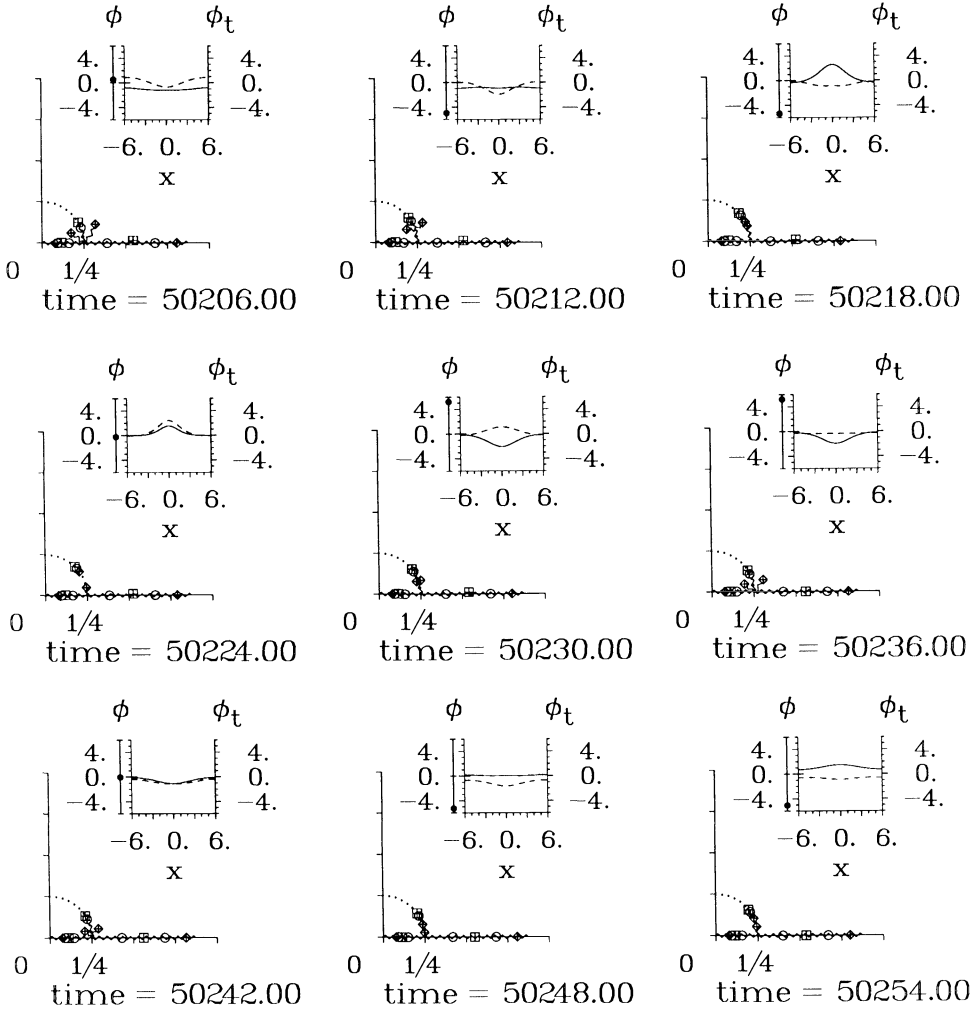 ϕ ϕt
4. 4.
0. 0.
−4. −4.
−6. 0. 6.
x
0 1/4
time = 50206.00
ϕ ϕt
4. 4.
0. 0.
−4. −4.
−6. 0. 6.
x
0 1/4
time = 50212.00
ϕ ϕt
4. 4.
0. 0.
−4. −4.
−6. 0. 6.
x
0 1/4
time = 50218.00
ϕ ϕt
4. 4.
0. 0.
−4. −4.
−6. 0. 6.
x
0 1/4
time = 50224.00
ϕ ϕt
4. 4.
0. 0.
−4. −4.
−6. 0. 6.
x
0 1/4
time = 50230.00
ϕ ϕt
4. 4.
0. 0.
−4. −4.
−6. 0. 6.
x
0 1/4
time = 50236.00
ϕ ϕt
4. 4.
0. 0.
−4. −4.
−6. 0. 6.
x
0 1/4
time = 50242.00
ϕ ϕt
4. 4.
0. 0.
−4. −4.
−6. 0. 6.
x
0 1/4
time = 50248.00
ϕ ϕt
4. 4.
0. 0.
−4. −4.
−6. 0. 6.
x
0 1/4
time = 50254.00